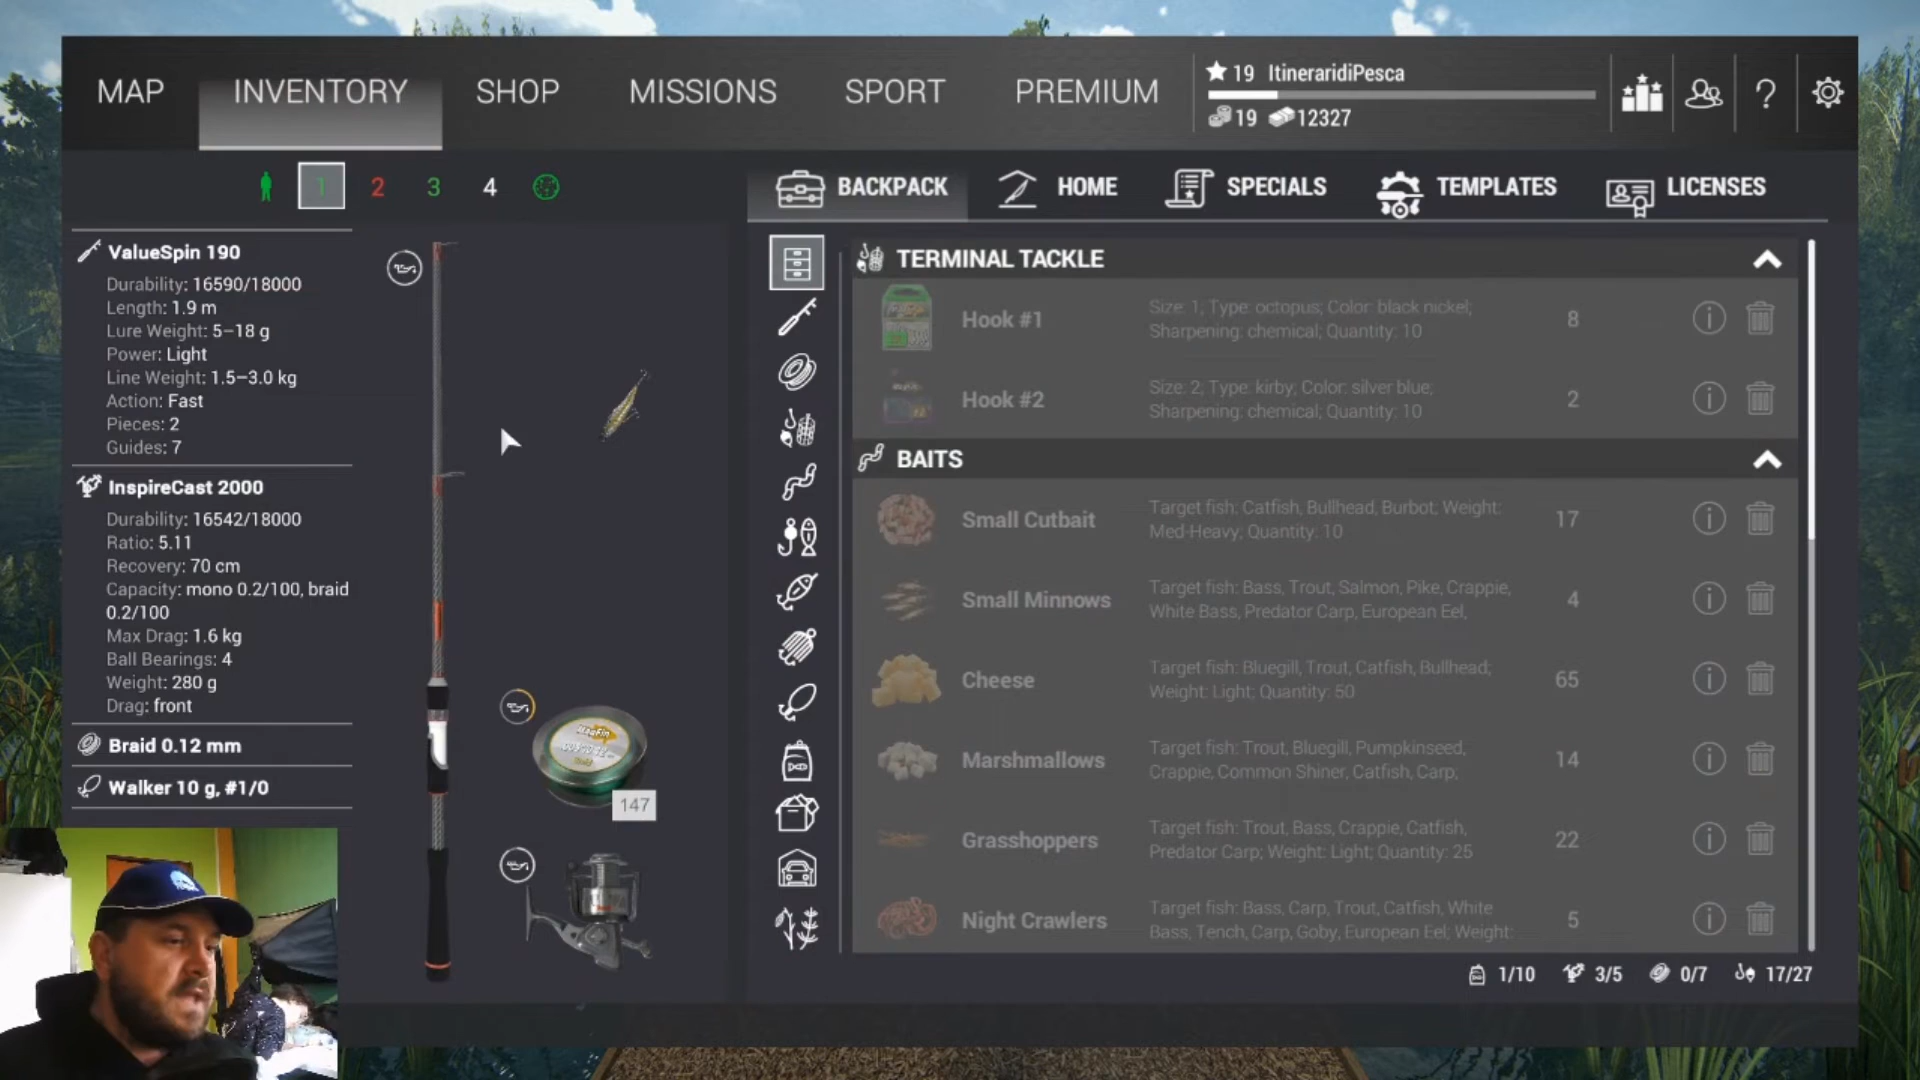 MAP
INVENTORY
SHOP
MISSIONS
SPORT
PREMIUM
19 ItineraridiPesca
19 12327
?
1
2
3
4
BACKPACK
HOME
SPECIALS
TEMPLATES
LICENSES
ValueSpin 190
Durability: 16590/18000
Length: 1.9 m
Lure Weight: 5–18 g
Power: Light
Line Weight: 1.5–3.0 kg
Action: Fast
Pieces: 2
Guides: 7
InspireCast 2000
Durability: 16542/18000
Ratio: 5.11
Recovery: 70 cm
Capacity: mono 0.2/100, braid
0.2/100
Max Drag: 1.6 kg
Ball Bearings: 4
Weight: 280 g
Drag: front
Braid 0.12 mm
Walker 10 g, #1/0
147
TERMINAL TACKLE
Hook #1
Size: 1, Type: octopus; Color: black nickel;
Sharpening: chemical; Quantity: 10
8
Hook #2
Size: 2, Type: kirby; Color: silver blue;
Sharpening: chemical; Quantity: 10
2
BAITS
Small Cutbait
Target fish: Catfish, Bullhead, Burbot; Weight:
Med-Heavy; Quantity: 10
17
Small Minnows
Target fish: Bass, Trout, Salmon, Pike, Crappie,
White Bass, Predator Carp, European Eel,
4
Cheese
Target fish: Bluegill, Trout, Catfish, Bullhead;
Weight: Light; Quantity: 50
65
Marshmallows
Target fish: Trout, Bluegill, Pumpkinseed,
Crappie, Common Shiner, Catfish, Carp,
14
Grasshoppers
Target fish: Trout, Bass, Crappie, Catfish,
Predator Carp; Weight: Light; Quantity: 25
22
Night Crawlers
Target fish: Bass, Carp, Trout, Catfish, White
Bass, Tench, Carp, Goby, European Eel; Weight:
5
1/10
3/5
0/7
17/27